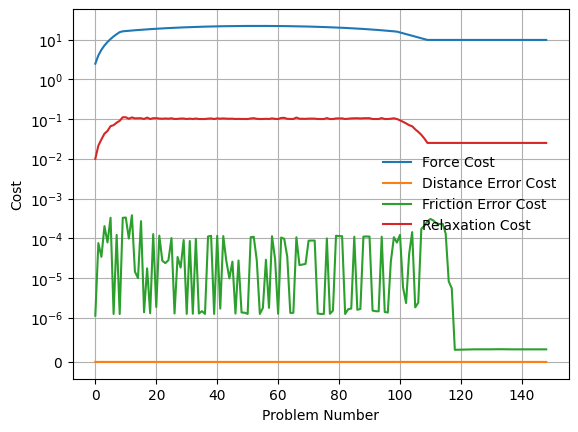 10¹
10⁰
10⁻¹
10⁻²
10⁻³
10⁻⁴
10⁻⁵
10⁻⁶
0
Cost
Force Cost
Distance Error Cost
Friction Error Cost
Relaxation Cost
0 20 40 60 80 100 120 140
Problem Number